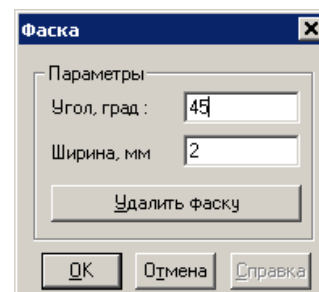 Фаска
Параметры
Угол, град : 45
Ширина, мм 2
Удалить фаску
OK Отмена Справка